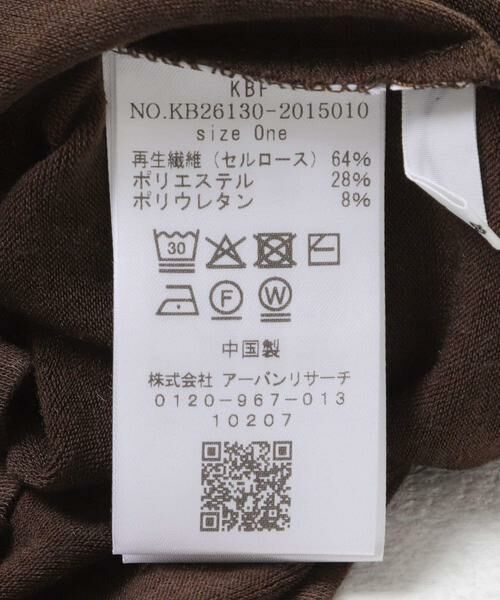 KBF
NO.KB26130-2015010
size One
再生繊維（セルロース） 64%
ポリエステル 28%
ポリウレタン 8%
30
F W
中国製
株式会社 アーバンリサーチ
0120-967-013
10207